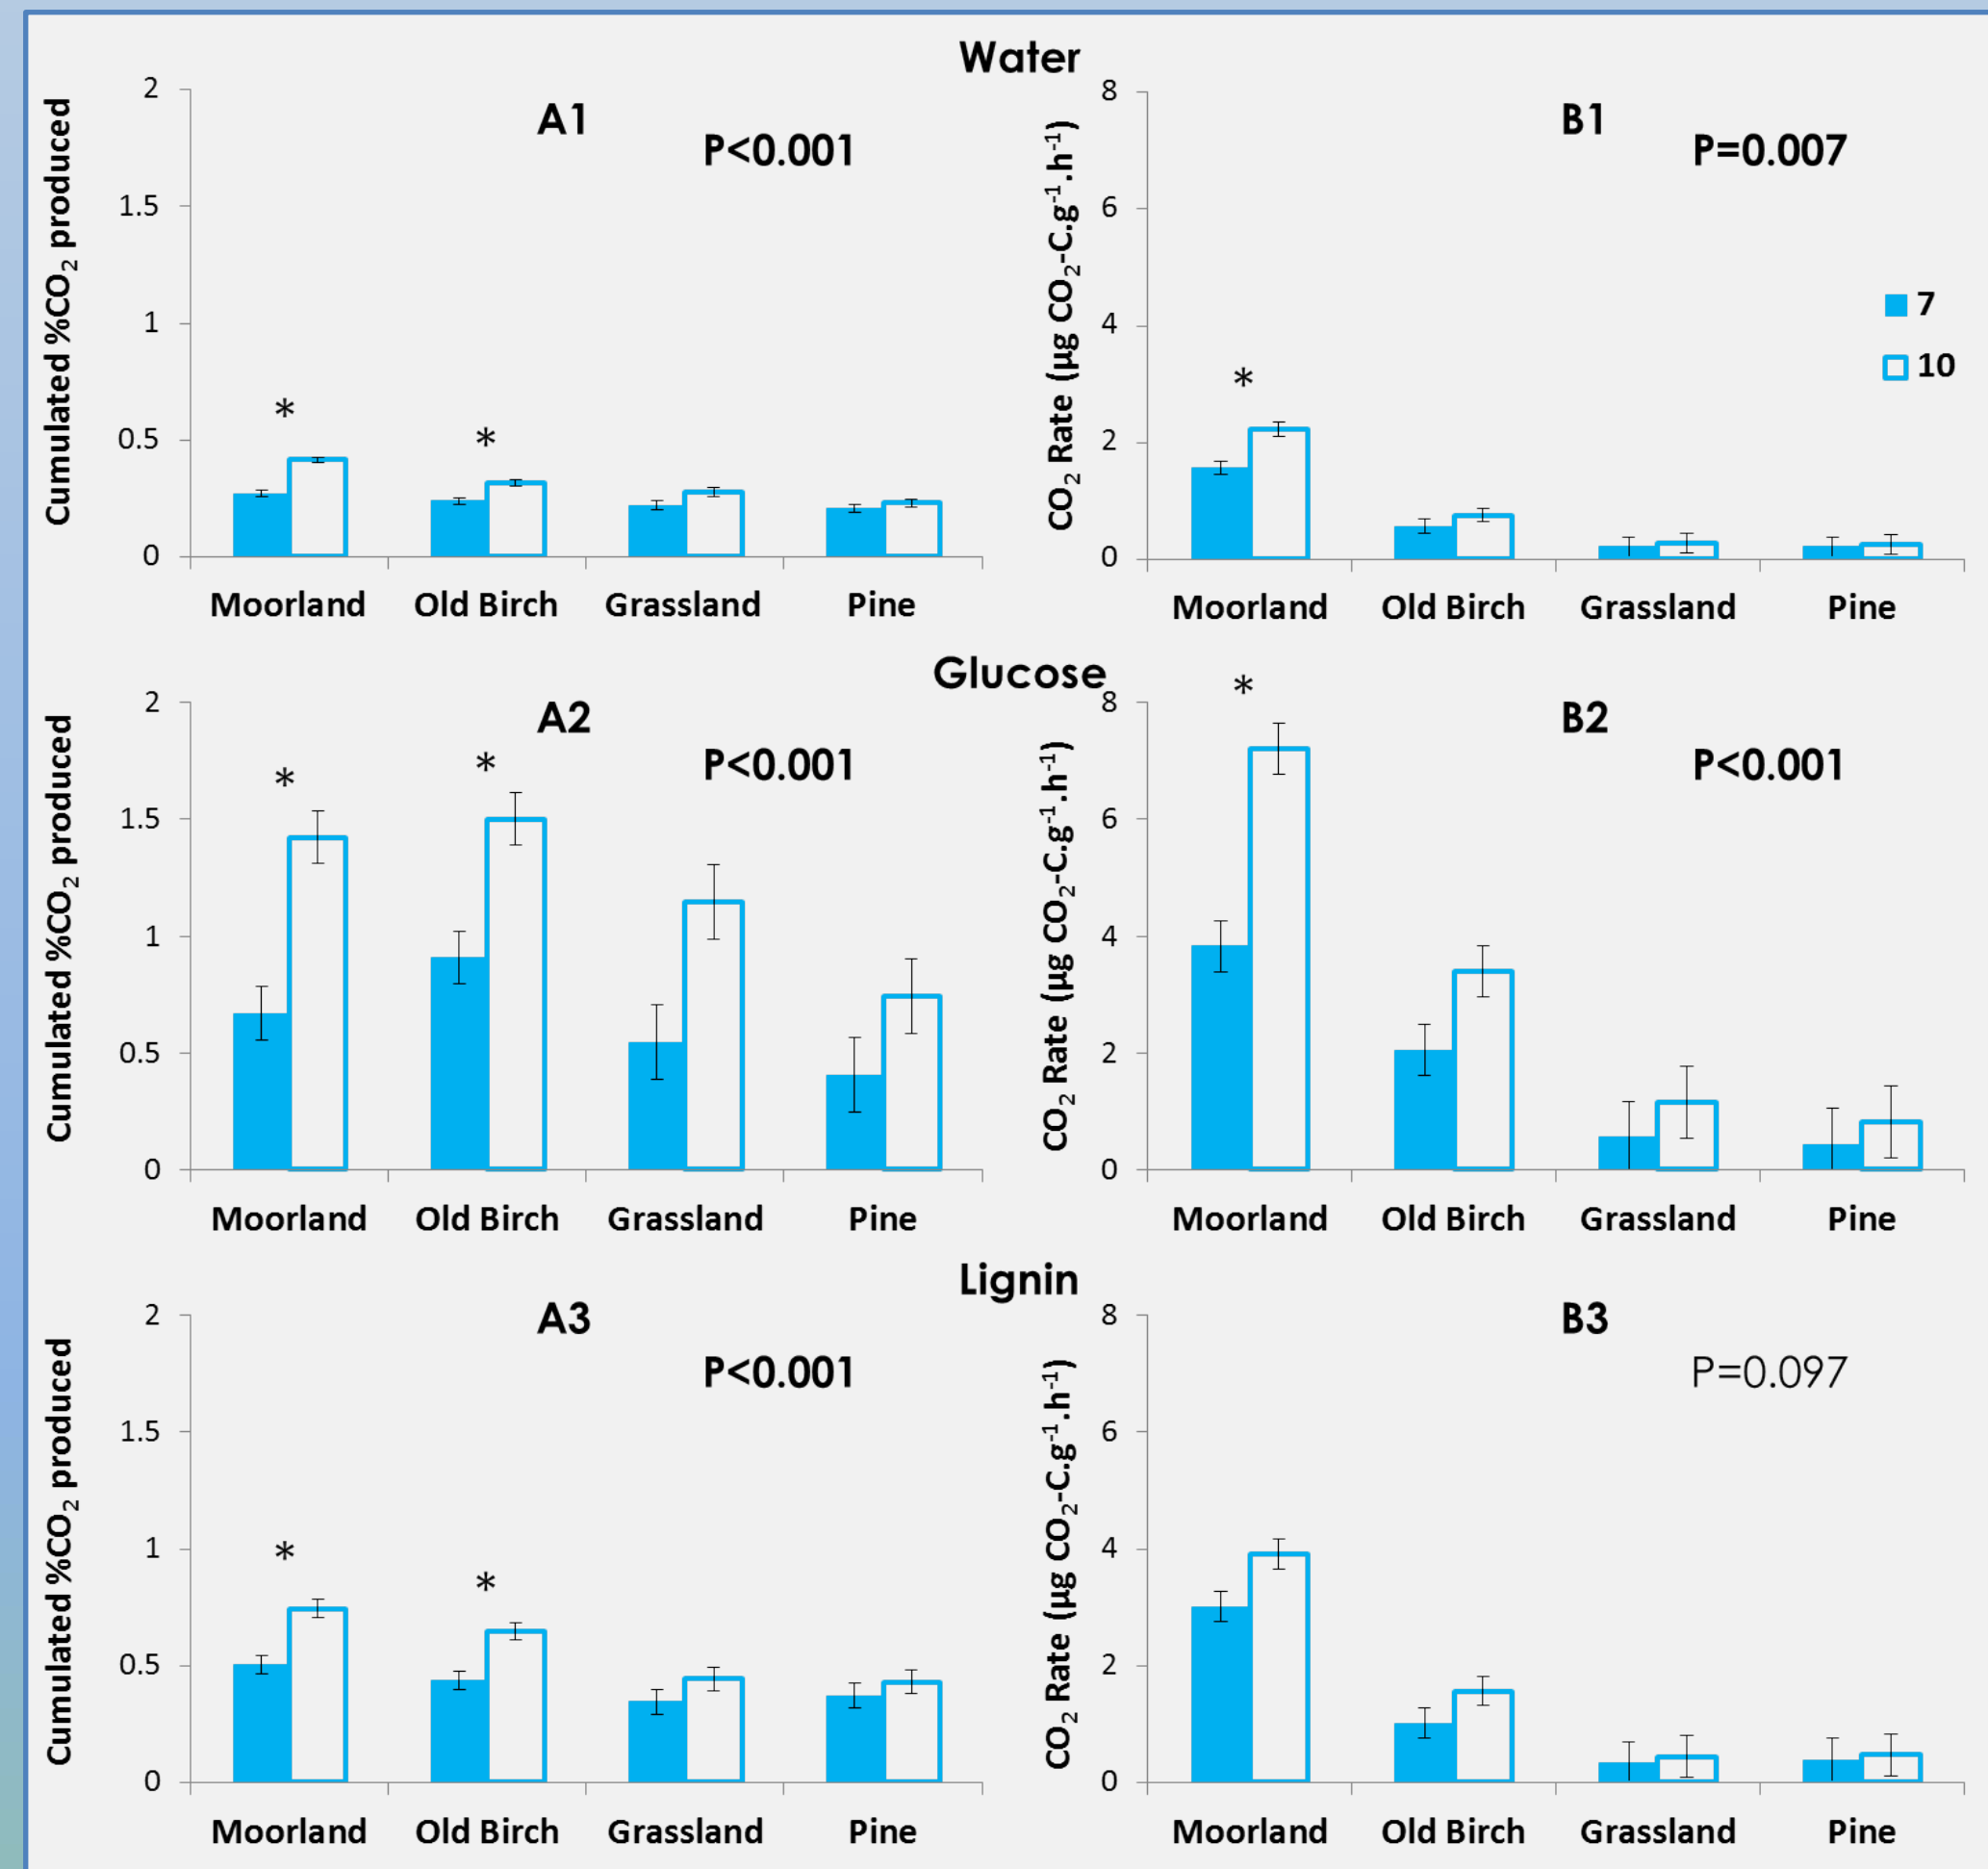 Water
A1
P<0.001
Cumulated %CO₂ produced
2
1.5
1
0.5
0
Moorland Old Birch Grassland Pine
B1
P=0.007
CO₂ Rate (µg CO₂-C.g⁻¹.h⁻¹)
8
6
4
2
0
7
10
*
*
*
Moorland Old Birch Grassland Pine
Glucose
A2
P<0.001
Cumulated %CO₂ produced
2
1.5
1
0.5
0
*
*
Moorland Old Birch Grassland Pine
B2
P<0.001
CO₂ Rate (µg CO₂-C.g⁻¹.h⁻¹)
8
6
4
2
0
*
Moorland Old Birch Grassland Pine
Lignin
A3
P<0.001
Cumulated %CO₂ produced
2
1.5
1
0.5
0
*
*
Moorland Old Birch Grassland Pine
B3
P=0.097
CO₂ Rate (µg CO₂-C.g⁻¹.h⁻¹)
8
6
4
2
0
Moorland Old Birch Grassland Pine